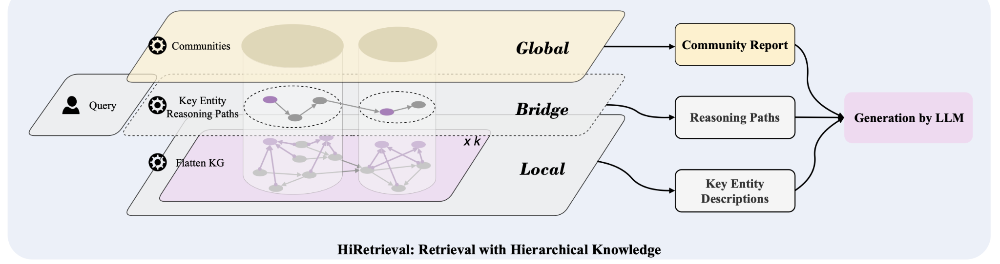 Communities
Global
Community Report
Query
Key Entity
Reasoning Paths
Bridge
Reasoning Paths
Generation by LLM
x k
Flatten KG
Local
Key Entity
Descriptions
HiRetrieval: Retrieval with Hierarchical Knowledge